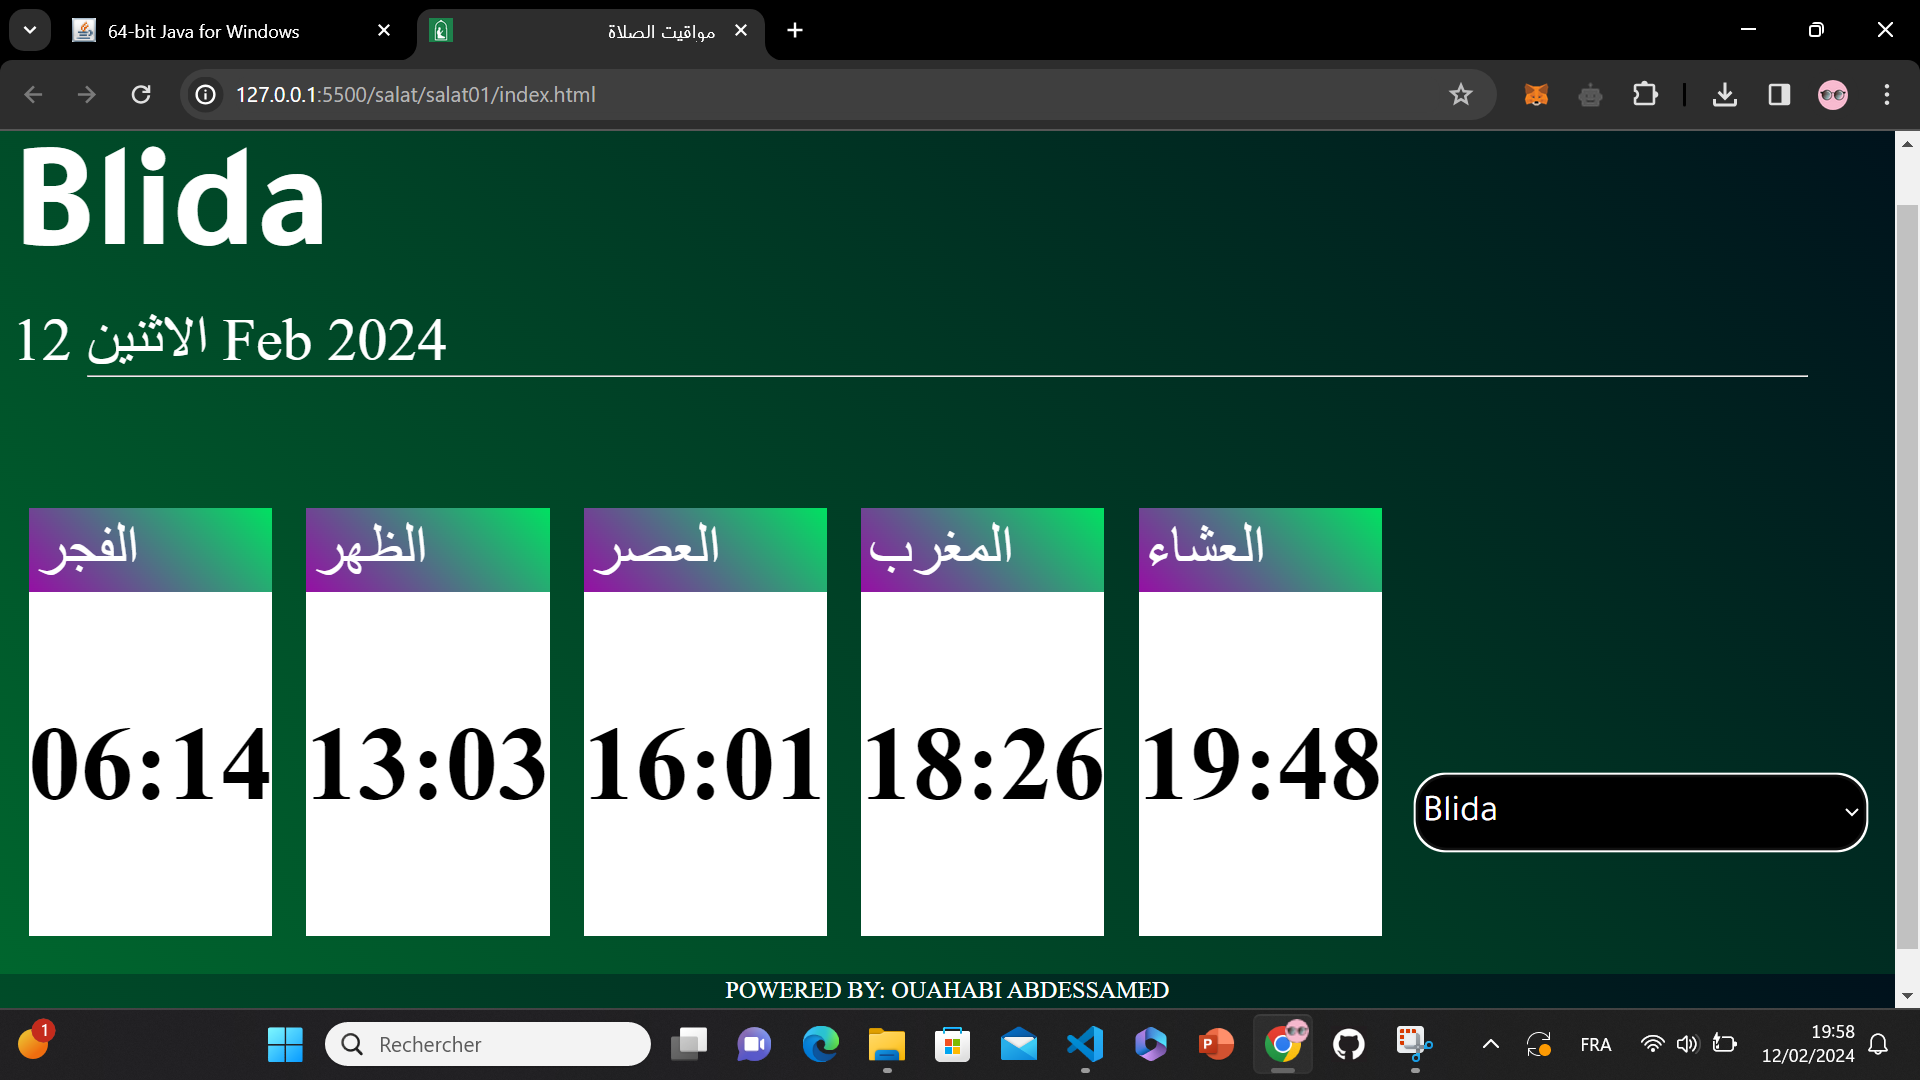 64-bit Java for Windows
مواقيت الصلاة
127.0.0.1:5500/salat/salat01/index.html
Blida
12 الاثنين Feb 2024
الفجر
06:14
الظهر
13:03
العصر
16:01
المغرب
18:26
العشاء
19:48
Blida
POWERED BY: OUAHABI ABDESSAMED
1
Rechercher
P
FRA
19:58
12/02/2024